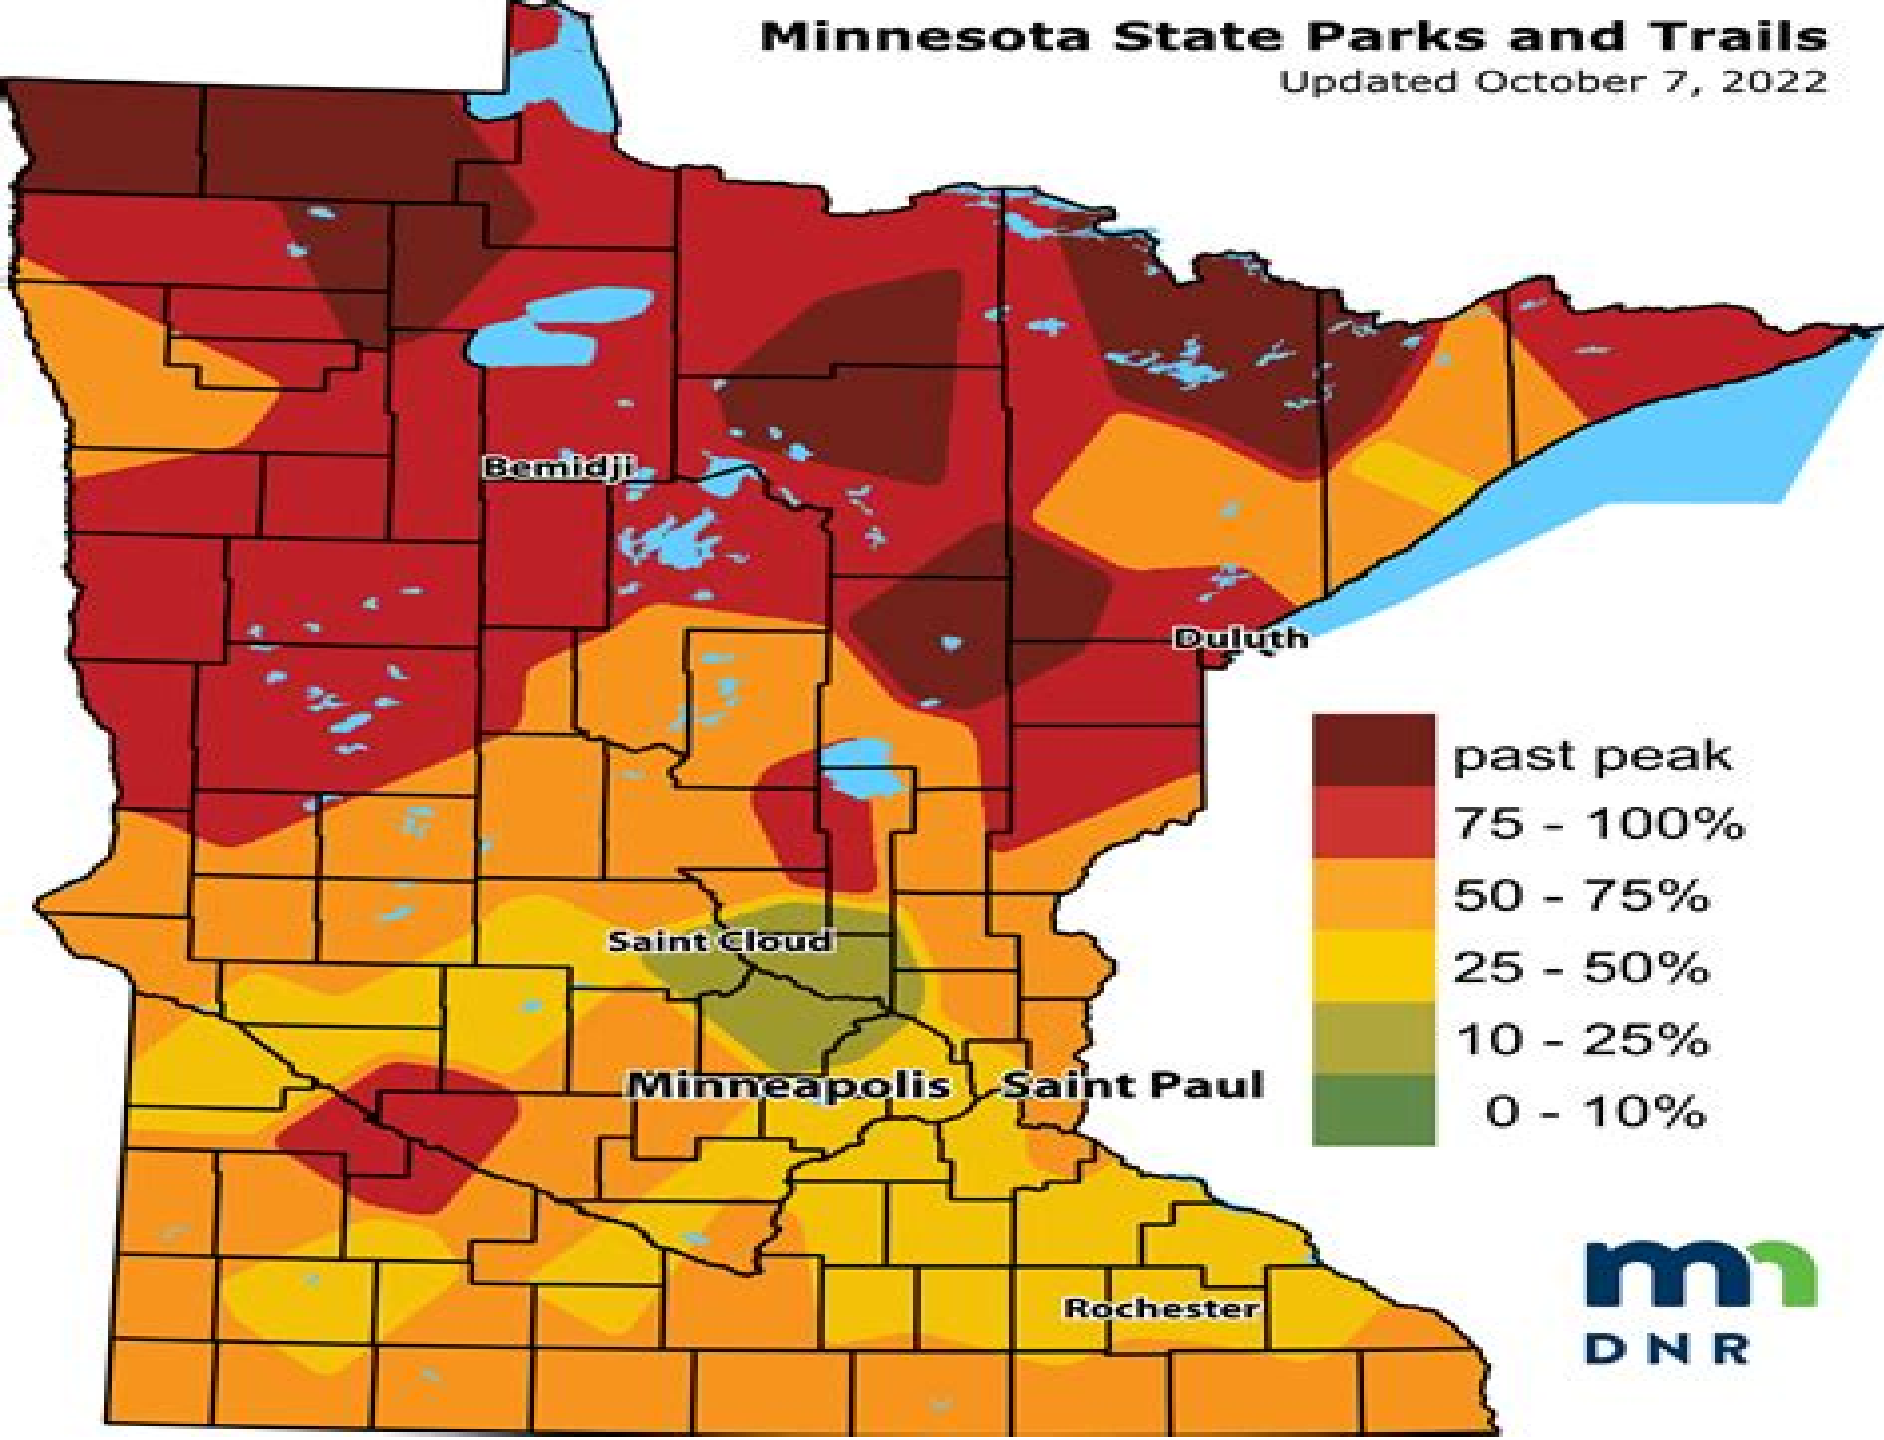 Minnesota State Parks and Trails
Updated October 7, 2022
Bemidji
Duluth
past peak
75 - 100%
50 - 75%
25 - 50%
10 - 25%
0 - 10%
Saint Cloud
Minneapolis
Saint Paul
Rochester
mn
DNR